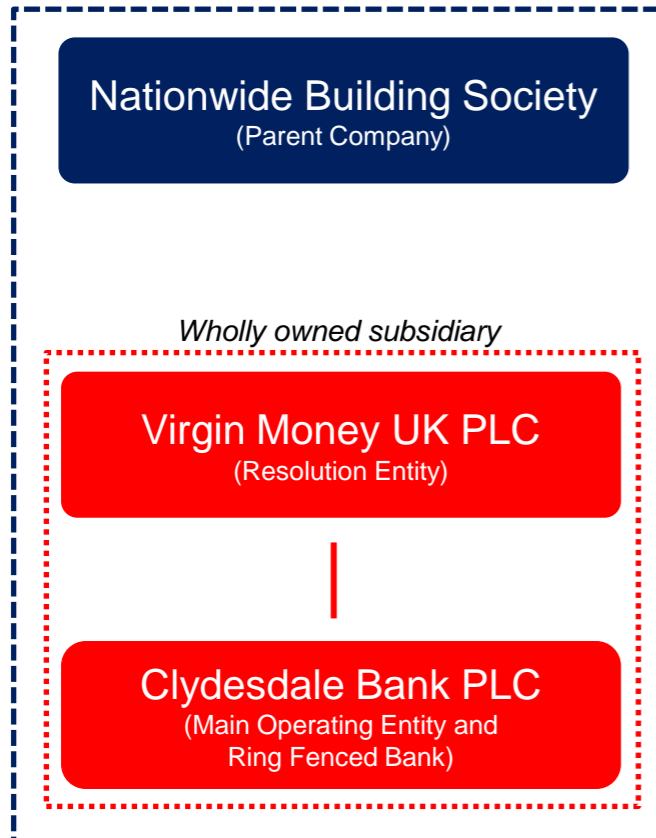 Nationwide Building Society
(Parent Company)
Wholly owned subsidiary
Virgin Money UK PLC
(Resolution Entity)
Clydesdale Bank PLC
(Main Operating Entity and
Ring Fenced Bank)